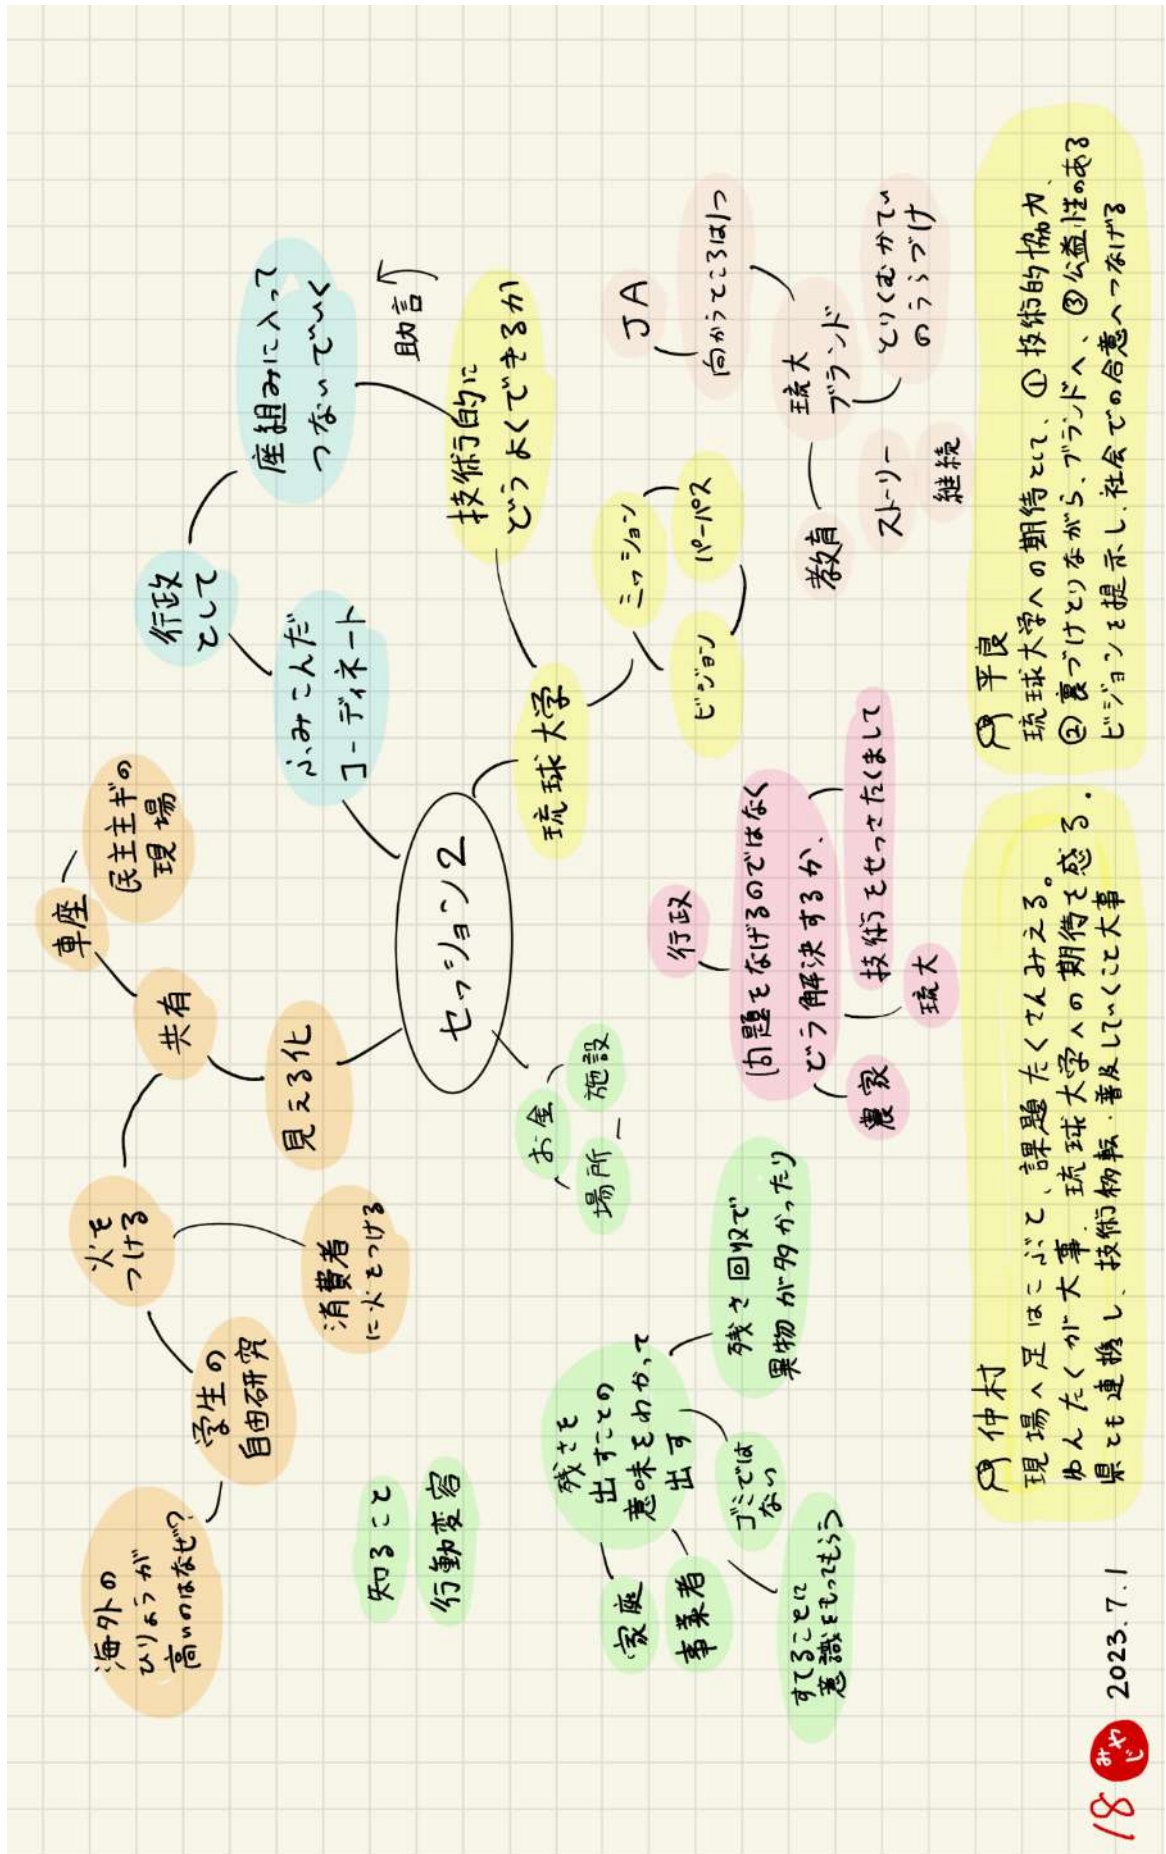 海外の
ひりょうが
高いのはなぜ?
学生の
自由研究
火を
つける
消費者
に火をつける
共有
車座
民主主ギの
現場
見える化
セッション2
行政
として
座組みに入って
つないでいく
ふみこんだ
コーディネート
助言
琉球大学
技術的に
どうよくできるか
ミッション
パーパス
ビジョン
JA
向かうところは1つ
琉大
ブランド
とりくむかてい
のうらづけ
教育
ストーリー
継続
知ること
行動変容
お金
施設
場所
残さを
出すことの
意味をわかって
出す
家庭
事業者
ゴミでは
ない
すてることに
意識をもってもらう
残さ回収で
異物が多かったり
行政
問題をなげるのではなく
どう解決するか、
技術をせっさたくまして
農家
琉大
仲村
現場へ足はこぶと、課題たくさんみえる。
ゆんたくが大事。琉球大学への期待を感る。
県とも連携し、技術移転・普及していくこと大事
平良
琉球大学への期待として、①技術的協力、
②裏づけとりながら、ブランドへ、③公益性のある
ビジョンを提示し、社会での合意へつなげる
18 みやじ 2023.7.1